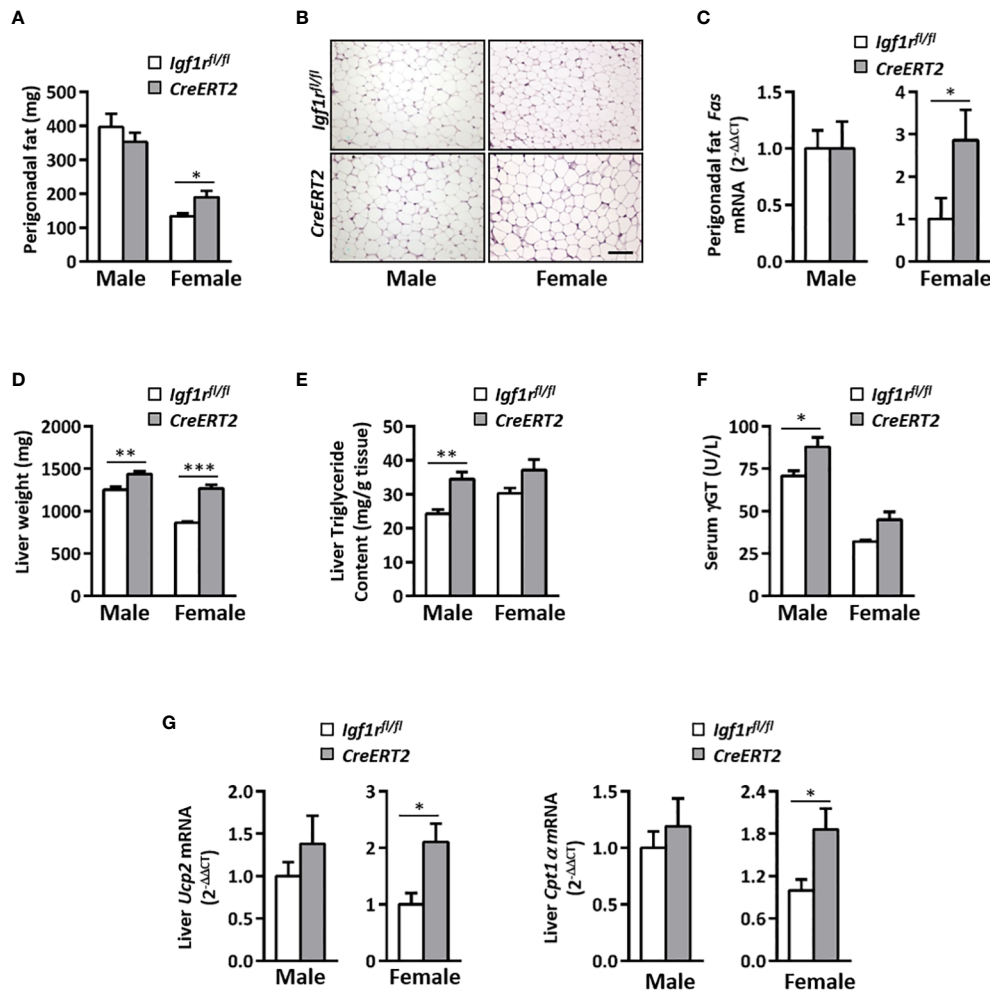 A
Igf1r^fl/fl
CreERT2
Perigonadal fat (mg)
500
400
300
200
100
0
*
Male
Female
B
Igf1r^fl/fl
CreERT2
Male
Female
C
Igf1r^fl/fl
CreERT2
Perigonadal fat Fas
mRNA (2^-ΔΔCT)
1.5
1.0
0.5
0.0
Male
4
3
2
1
0
*
Female
D
Igf1r^fl/fl
CreERT2
Liver weight (mg)
2000
1500
1000
500
0
**
***
Male
Female
E
Igf1r^fl/fl
CreERT2
Liver Triglyceride
Content (mg/g tissue)
50
40
30
20
10
0
**
Male
Female
F
Igf1r^fl/fl
CreERT2
Serum γGT (U/L)
100
75
50
25
0
*
Male
Female
G
Igf1r^fl/fl
CreERT2
Liver Ucp2 mRNA
(2^-ΔΔCT)
2.0
1.5
1.0
0.5
0.0
Male
3
2
1
0
*
Female
Igf1r^fl/fl
CreERT2
Liver Cpt1α mRNA
(2^-ΔΔCT)
1.5
1.0
0.5
0.0
Male
2.4
1.8
1.2
0.6
0.0
*
Female